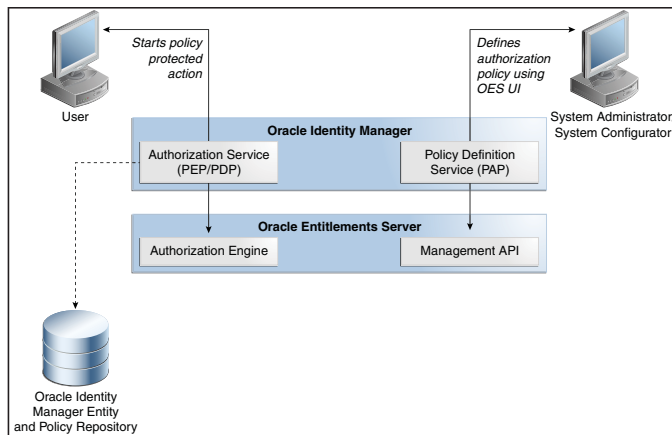 Starts policy
protected
action
Defines
authorization
policy using
OES UI
User
System Administrator
System Configurator
Oracle Identity Manager
Authorization Service
(PEP/PDP)
Policy Definition
Service (PAP)
Oracle Entitlements Server
Authorization Engine
Management API
Oracle Identity
Manager Entity
and Policy Repository